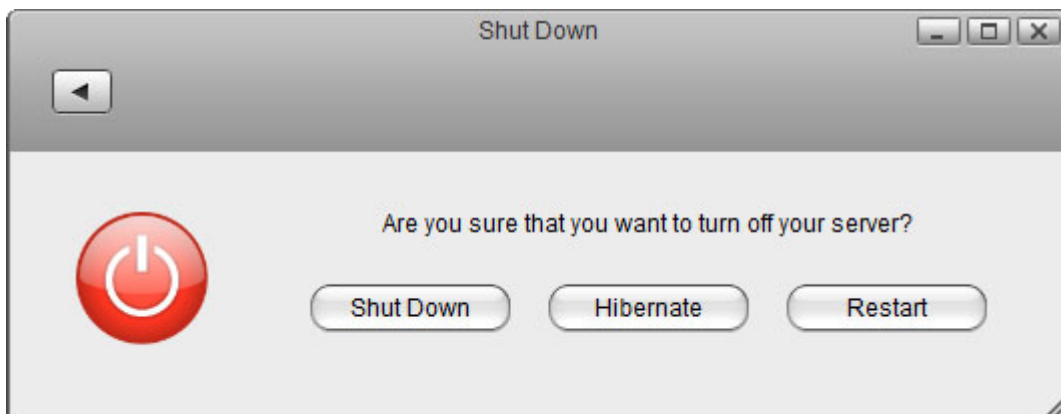 Shut Down
Are you sure that you want to turn off your server?
Shut Down Hibernate Restart